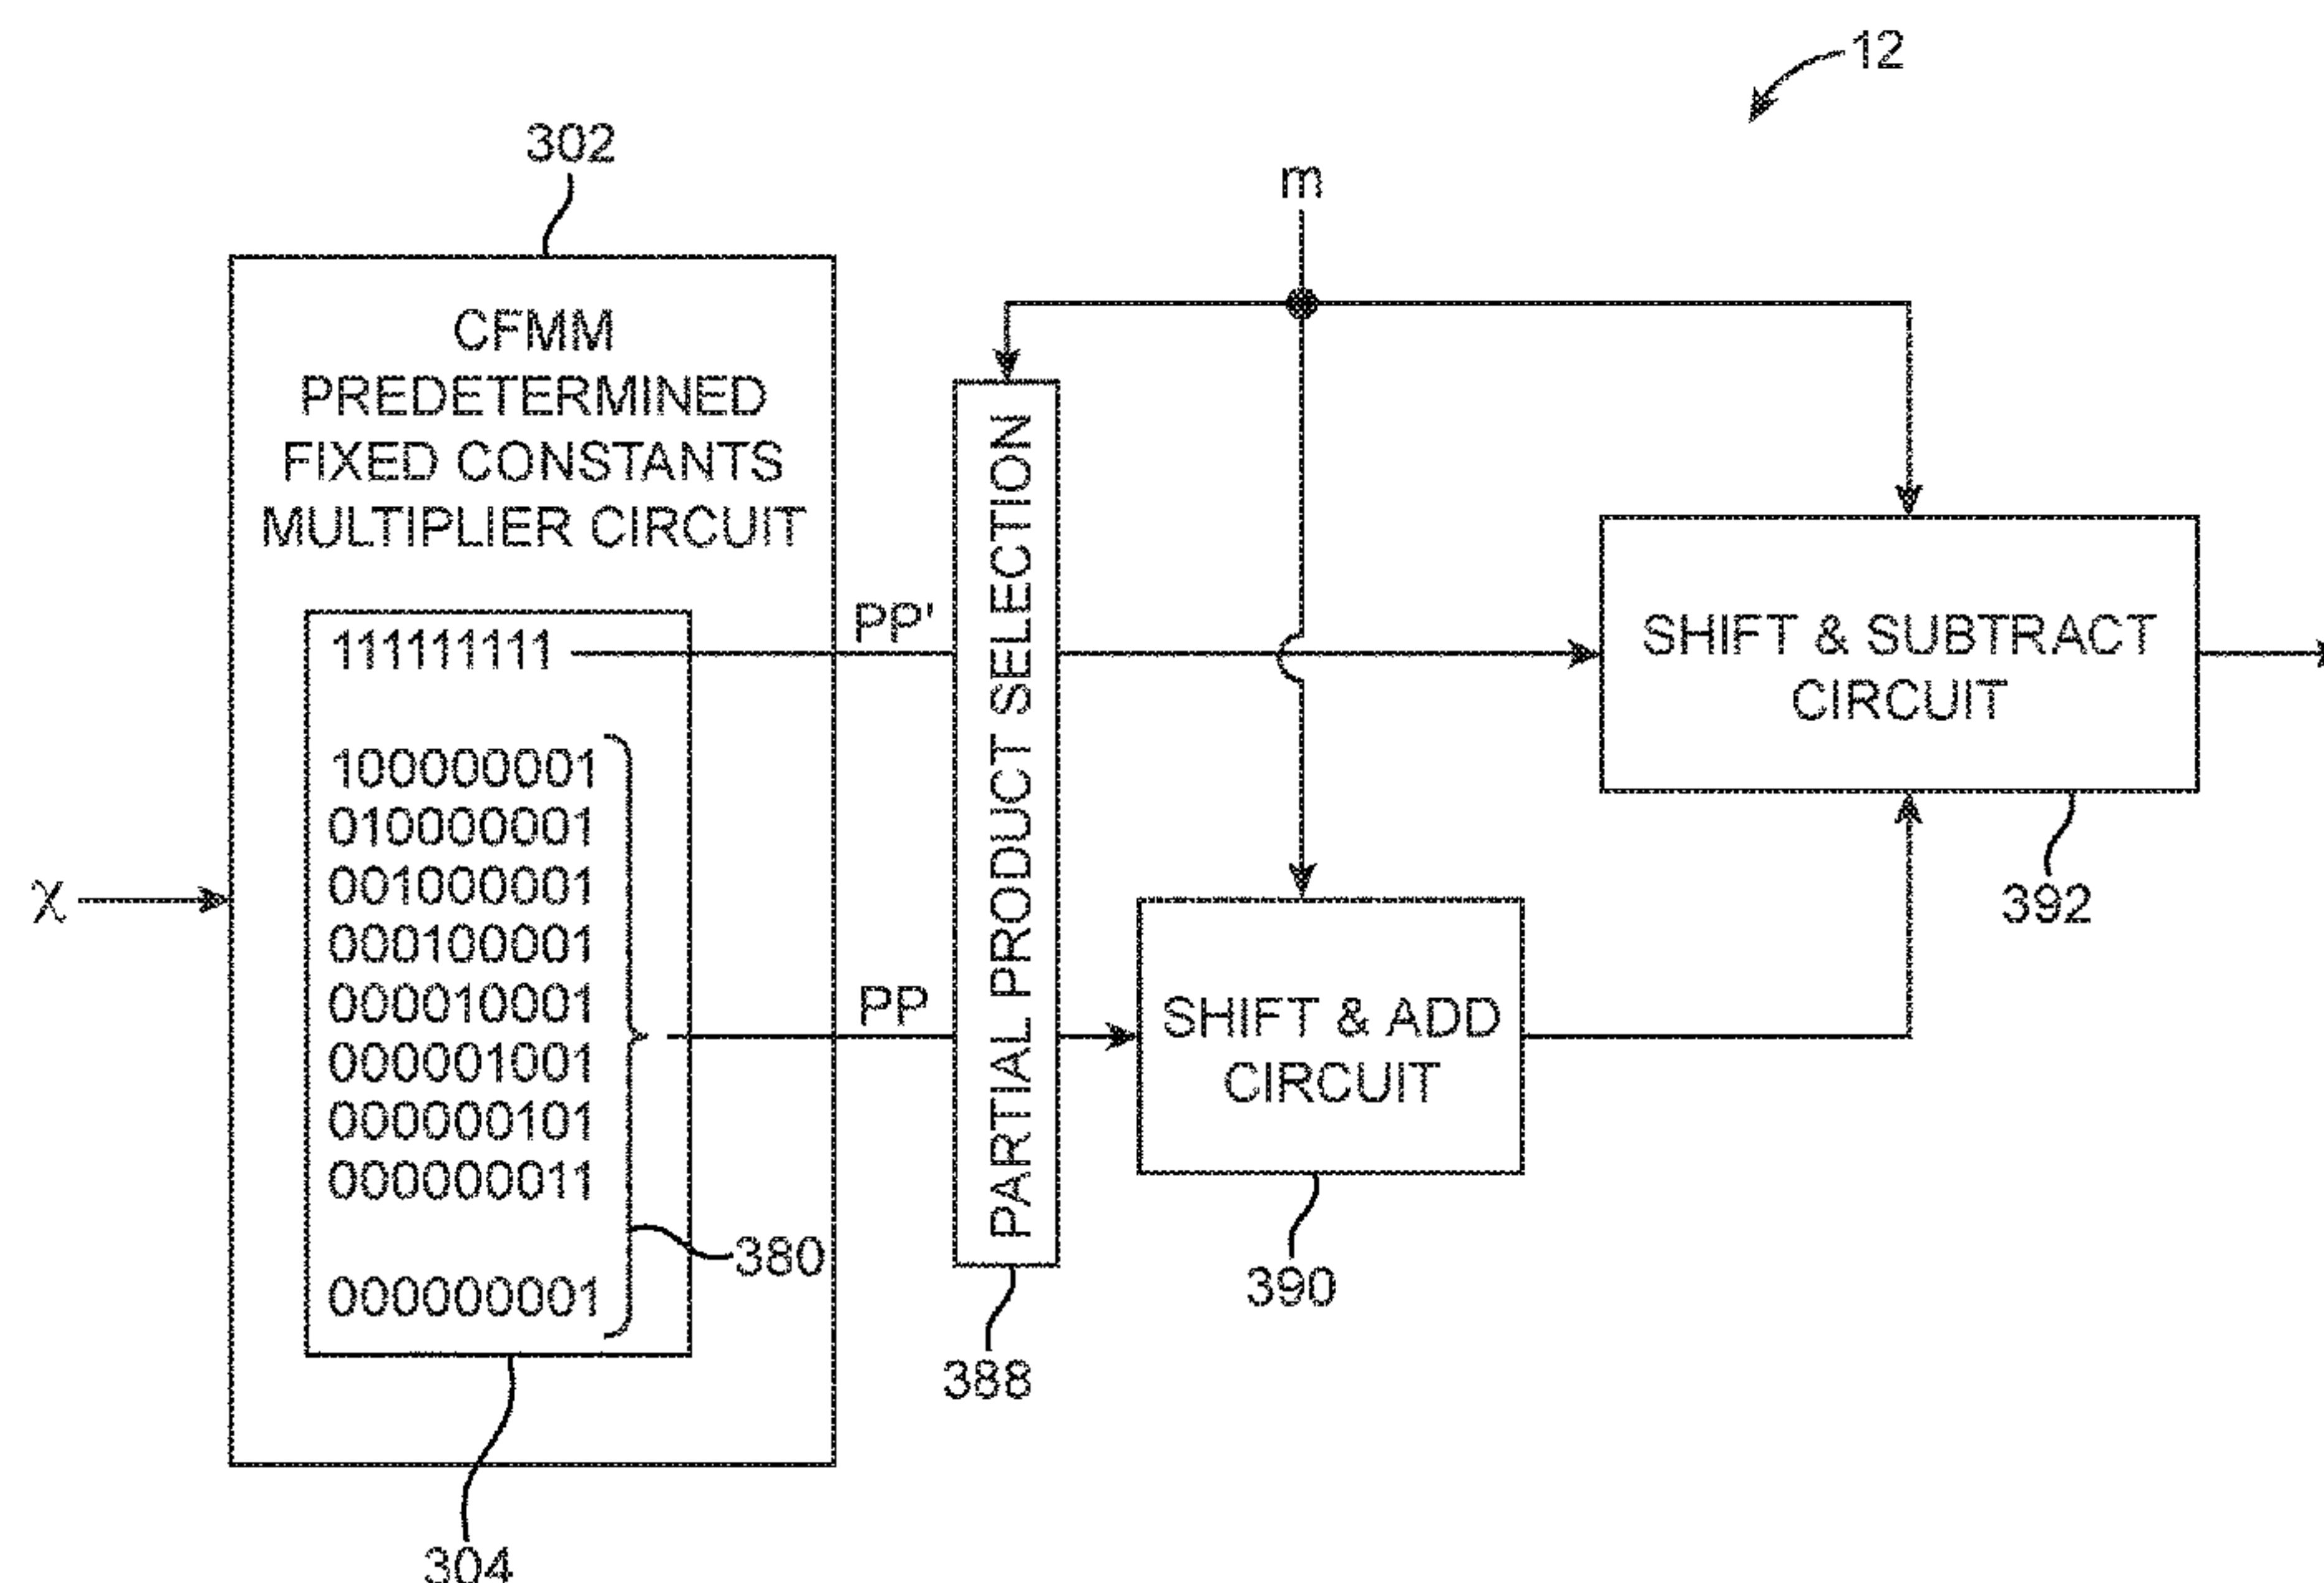 12
302
m
CFMM
PREDETERMINED
FIXED CONSTANTS
MULTIPLIER CIRCUIT
PP'
111111111
100000001
010000001
001000001
000100001
000010001
000001001
000000101
000000011
000000001
380
304
χ
PP
PARTIAL PRODUCT SELECTION
388
SHIFT & ADD
CIRCUIT
390
SHIFT & SUBTRACT
CIRCUIT
392